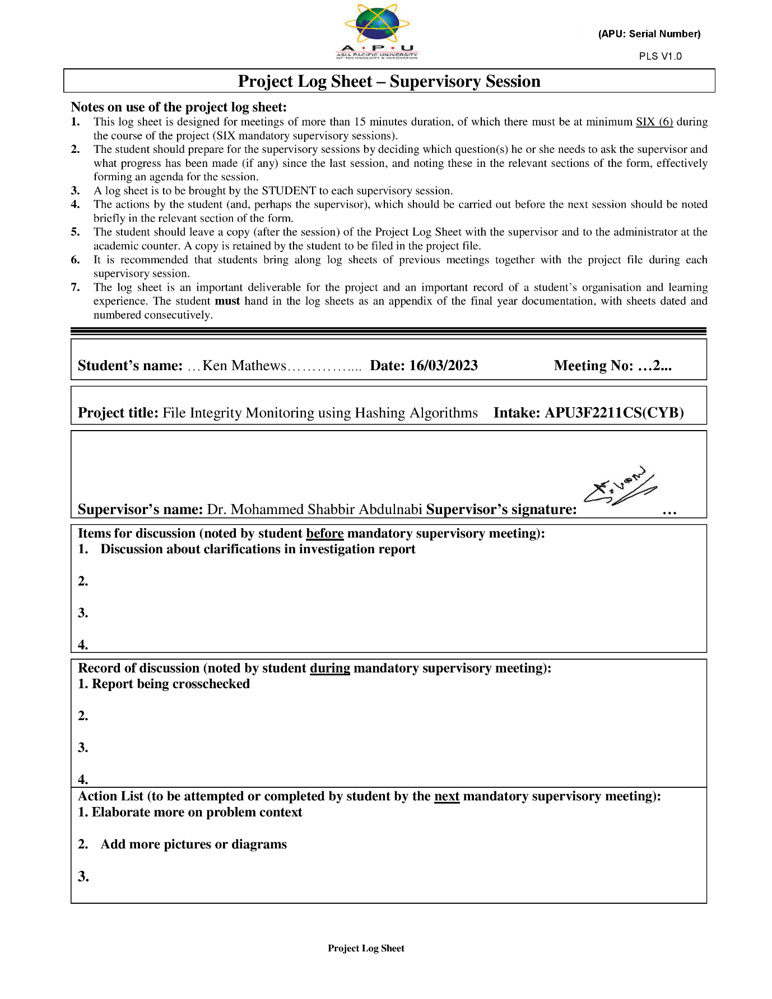 A • P • U
ASIA PACIFIC UNIVERSITY
OF TECHNOLOGY & INNOVATION
(APU: Serial Number)
PLS V1.0
Project Log Sheet – Supervisory Session
Notes on use of the project log sheet:
1. This log sheet is designed for meetings of more than 15 minutes duration, of which there must be at minimum SIX (6) during
the course of the project (SIX mandatory supervisory sessions).
2. The student should prepare for the supervisory sessions by deciding which question(s) he or she needs to ask the supervisor and
what progress has been made (if any) since the last session, and noting these in the relevant sections of the form, effectively
forming an agenda for the session.
3. A log sheet is to be brought by the STUDENT to each supervisory session.
4. The actions by the student (and, perhaps the supervisor), which should be carried out before the next session should be noted
briefly in the relevant section of the form.
5. The student should leave a copy (after the session) of the Project Log Sheet with the supervisor and to the administrator at the
academic counter. A copy is retained by the student to be filed in the project file.
6. It is recommended that students bring along log sheets of previous meetings together with the project file during each
supervisory session.
7. The log sheet is an important deliverable for the project and an important record of a student’s organisation and learning
experience. The student must hand in the log sheets as an appendix of the final year documentation, with sheets dated and
numbered consecutively.
Student’s name: …Ken Mathews………….... Date: 16/03/2023 Meeting No: …2...
Project title: File Integrity Monitoring using Hashing Algorithms Intake: APU3F2211CS(CYB)
Supervisor’s name: Dr. Mohammed Shabbir Abdulnabi Supervisor’s signature: …
Items for discussion (noted by student before mandatory supervisory meeting):
1. Discussion about clarifications in investigation report
2.
3.
4.
Record of discussion (noted by student during mandatory supervisory meeting):
1. Report being crosschecked
2.
3.
4.
Action List (to be attempted or completed by student by the next mandatory supervisory meeting):
1. Elaborate more on problem context
2. Add more pictures or diagrams
3.
Project Log Sheet